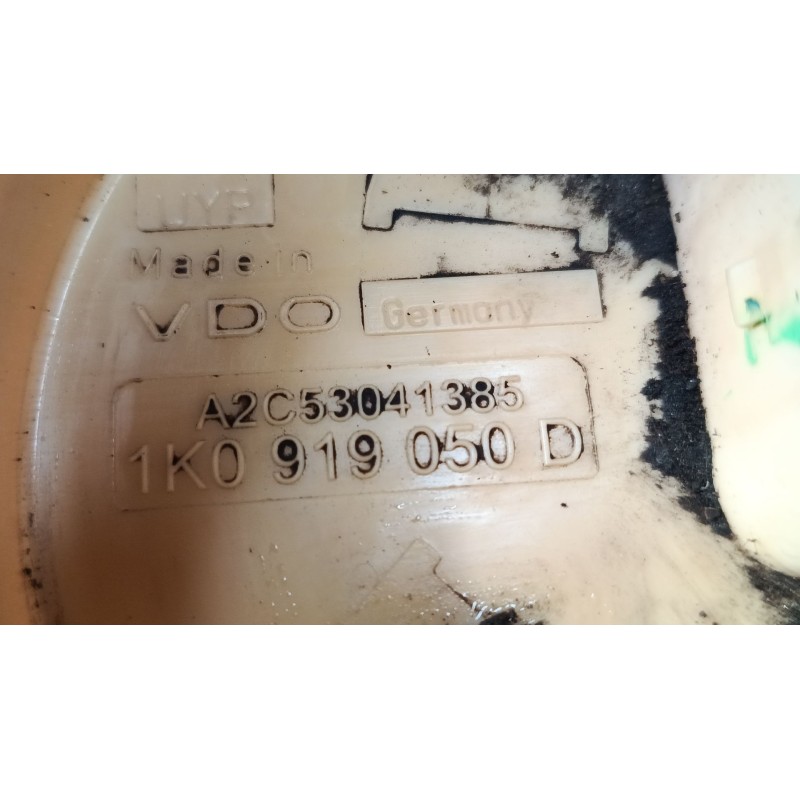 Made in
VDO Germany
A2C53041385
1K0 919 050 D